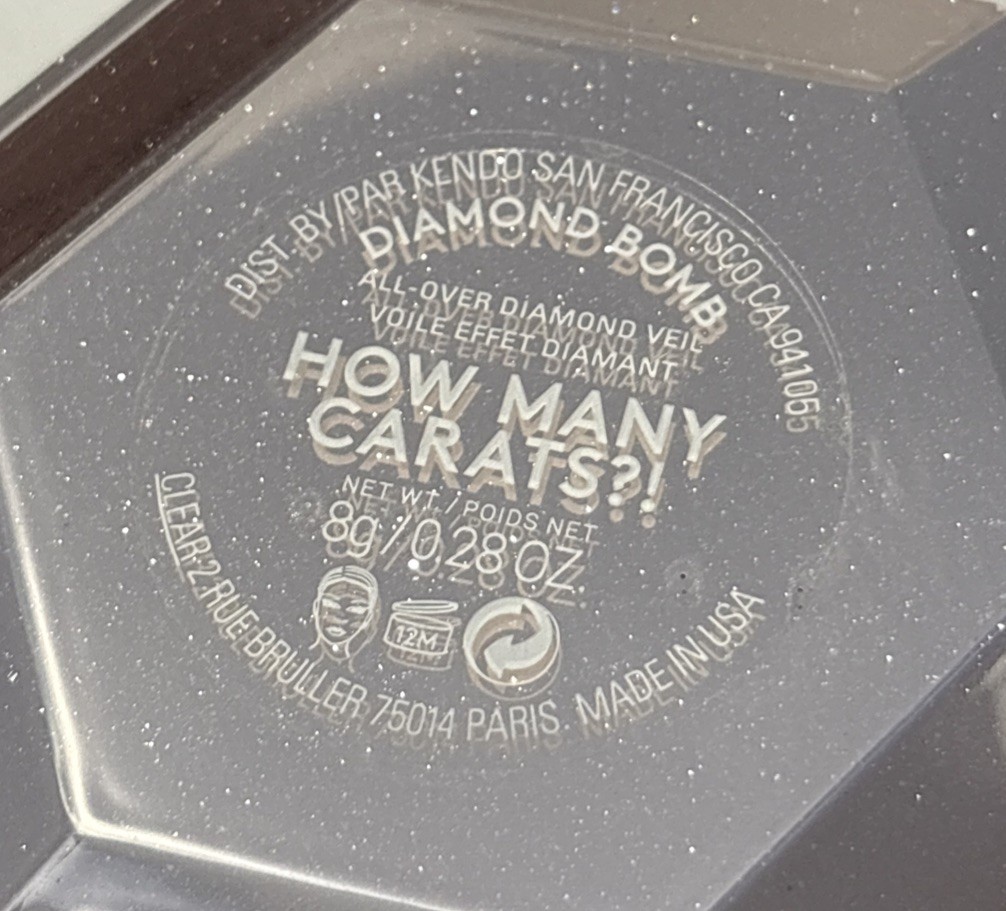 DIST. BY/PAR KENDO SAN FRANCISCO, CA 941055
DIAMOND BOMB
ALL-OVER DIAMOND VEIL
VOILE EFFET DIAMANT
HOW MANY
CARATS?!
NET WT. / POIDS NET
8g / 0.28 OZ.
12M
CLEAR: 2 RUE BRULLER 75014 PARIS MADE IN USA